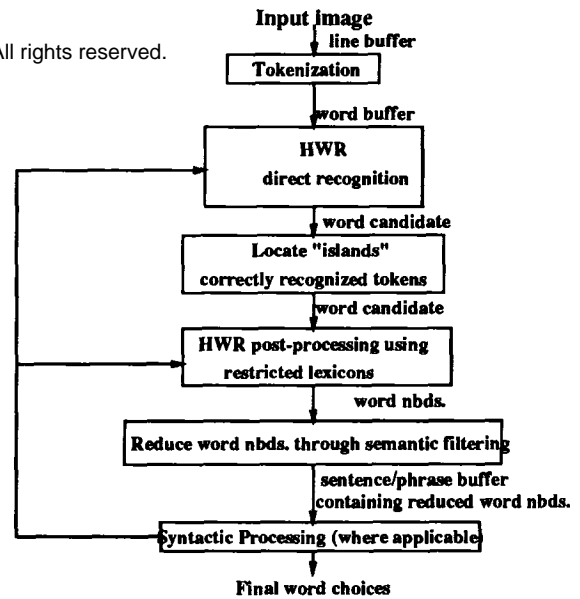 Input image
All rights reserved.
line buffer
Tokenization
word buffer
HWR
direct recognition
word candidate
Locate "islands"
correctly recognized tokens
word candidate
HWR post-processing using
restricted lexicons
word nbds.
Reduce word nbds. through semantic filtering
sentence/phrase buffer
containing reduced word nbds.
Syntactic Processing (where applicable)
Final word choices